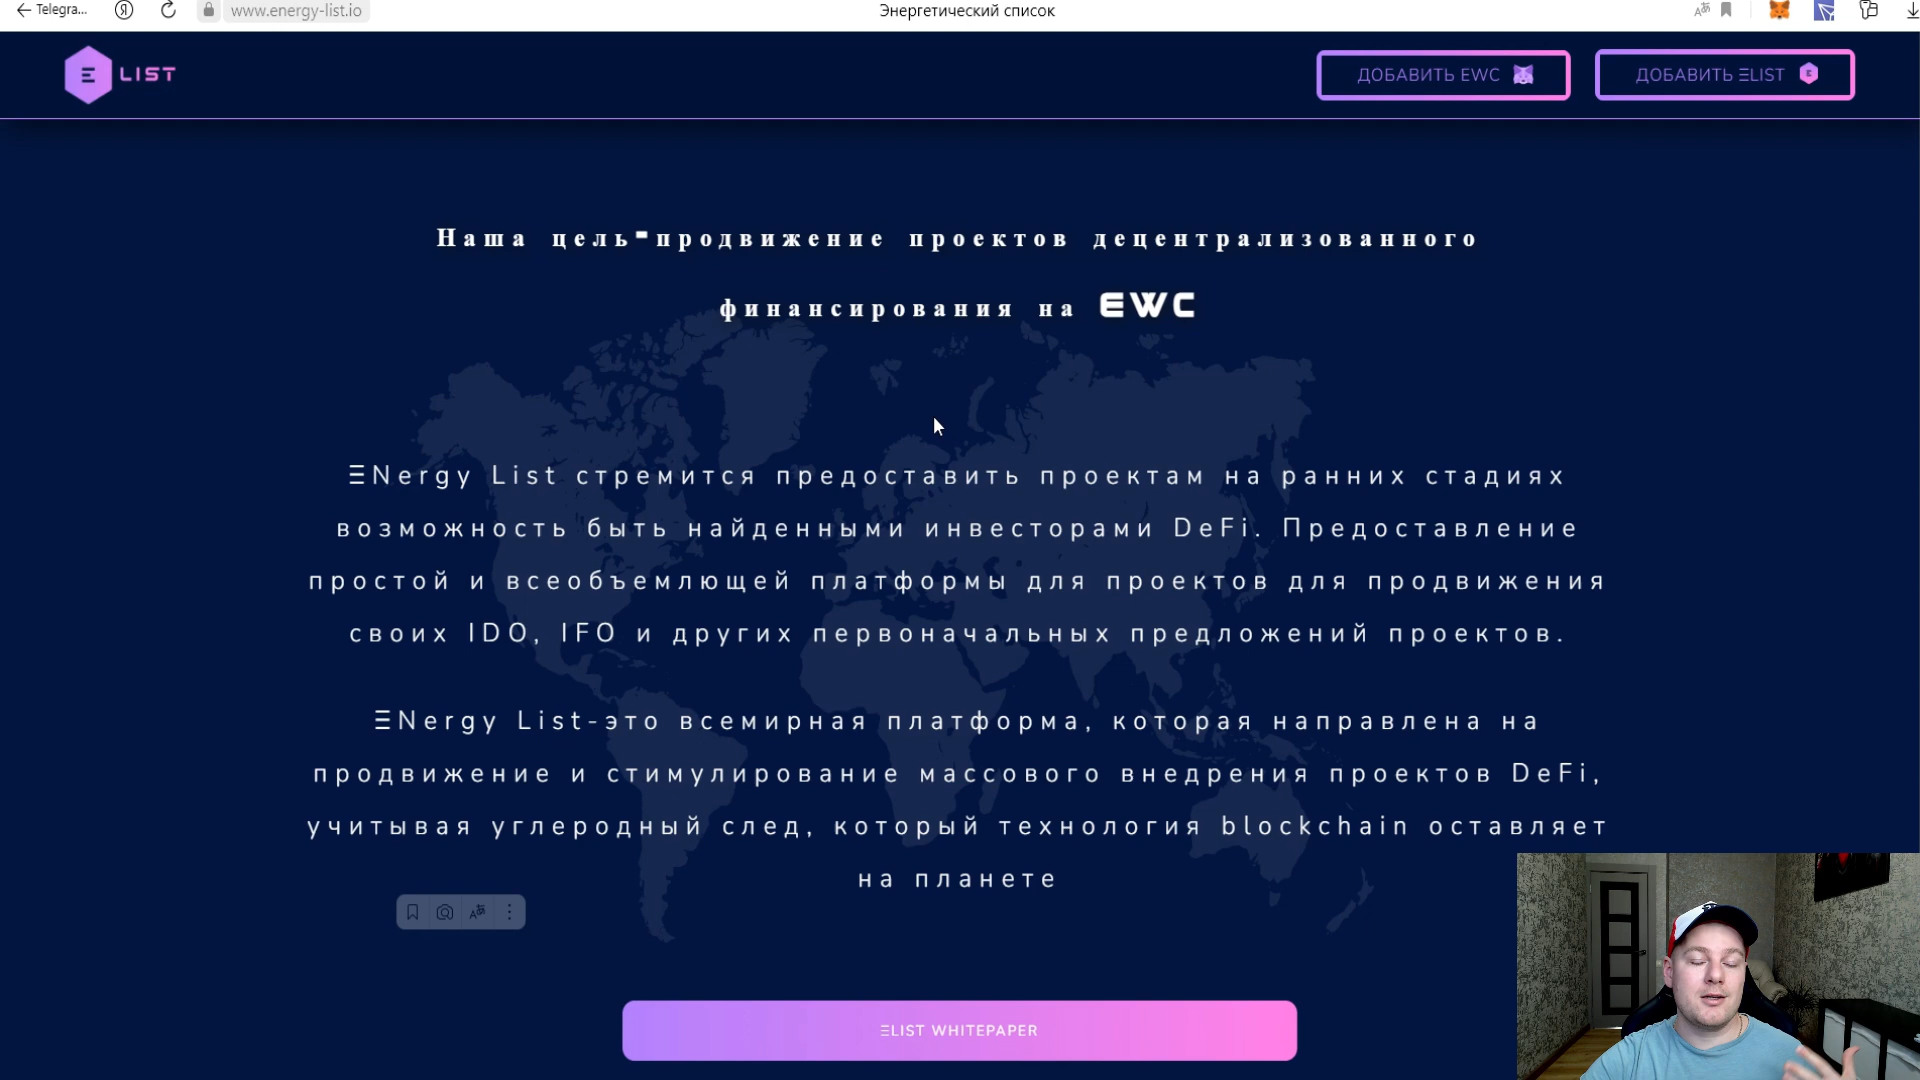 Telegra...
www.energy-list.io
Энергетический список
Ξ LIST
ДОБАВИТЬ EWC
ДОБАВИТЬ ΞLIST
Наша цель-продвижение проектов децентрализованного
финансирования на EWC
ΞNergy List стремится предоставить проектам на ранних стадиях
возможность быть найденными инвесторами DeFi. Предоставление
простой и всеобъемлющей платформы для проектов для продвижения
своих IDO, IFO и других первоначальных предложений проектов.
ΞNergy List-это всемирная платформа, которая направлена на
продвижение и стимулирование массового внедрения проектов DeFi,
учитывая углеродный след, который технология blockchain оставляет
на планете
ΞLIST WHITEPAPER